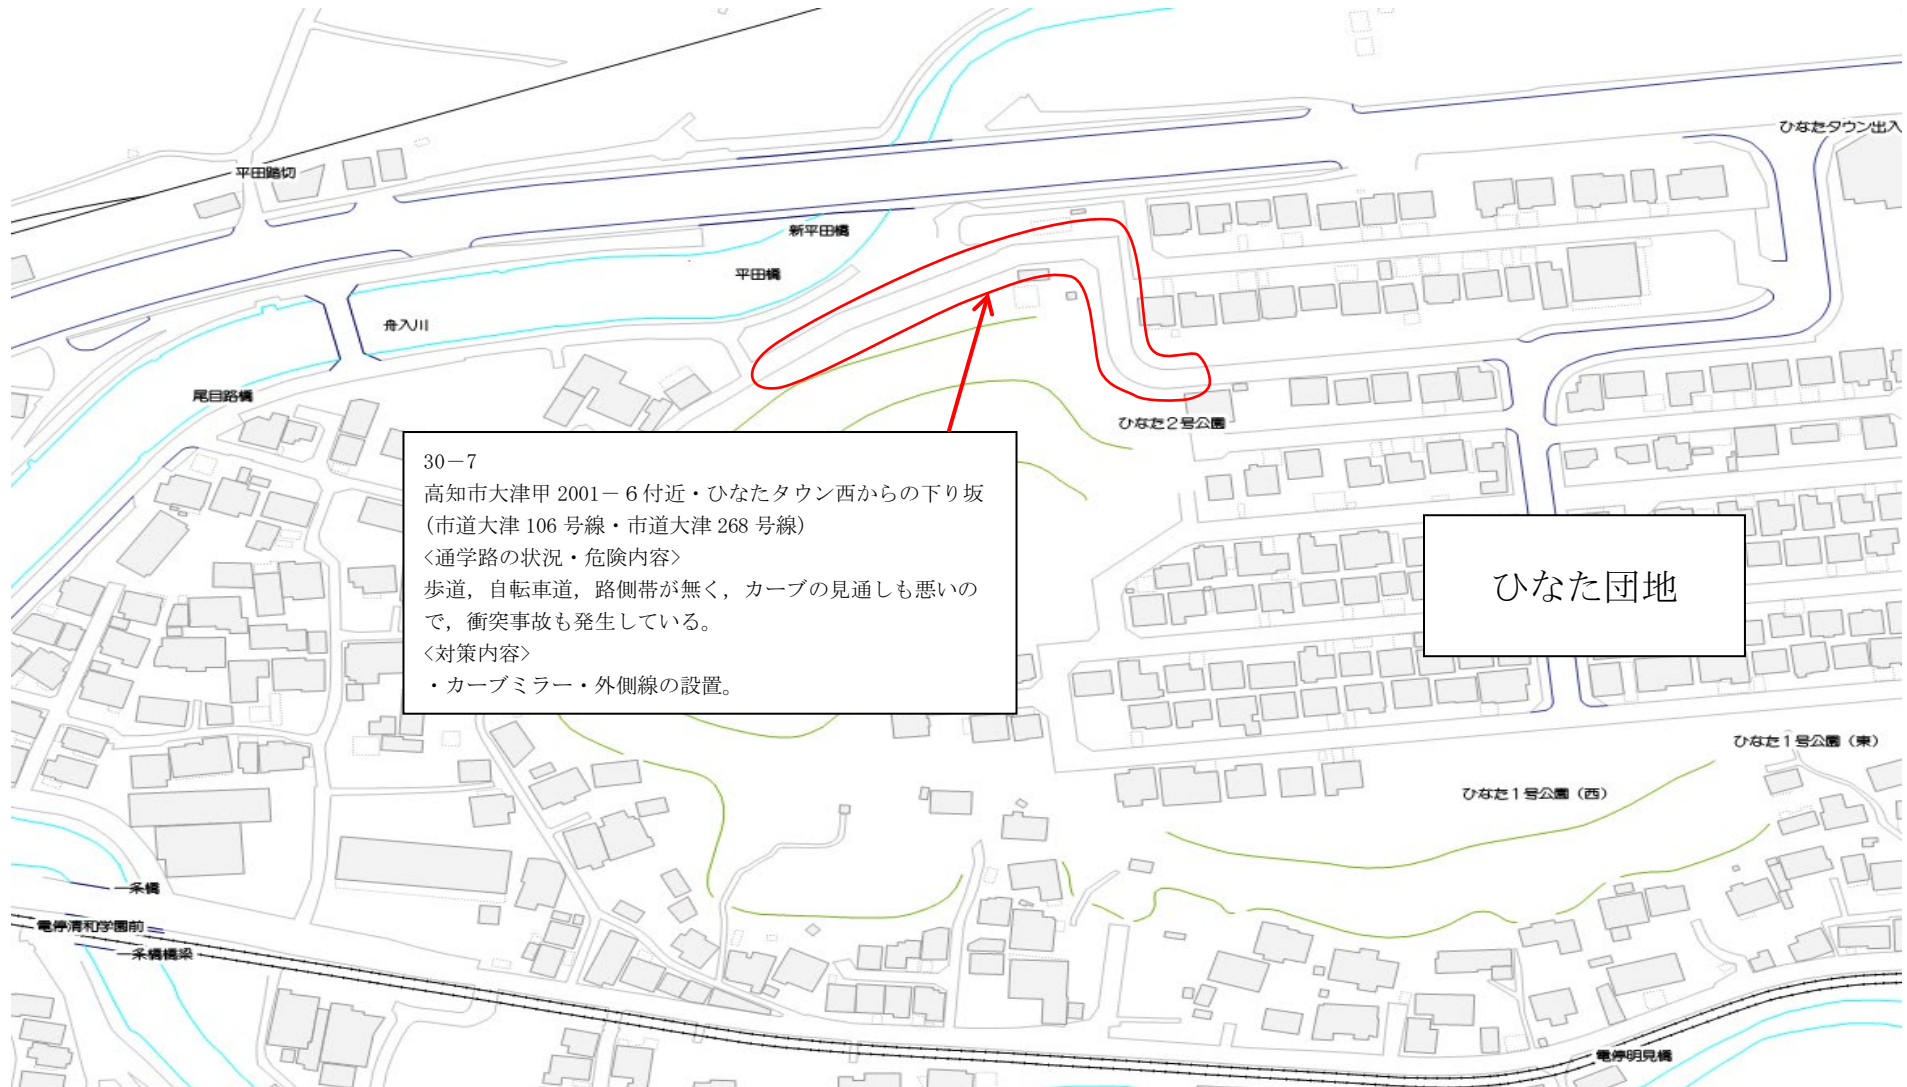 ひなたタウン出入
平田踏切
新平田橋
平田橋
舟入川
尾目路橋
ひなた2号公園
30－7
高知市大津甲 2001－６付近・ひなたタウン西からの下り坂
(市道大津 106 号線・市道大津 268 号線)
<通学路の状況・危険内容>
歩道，自転車道，路側帯が無く，カーブの見通しも悪いの
で，衝突事故も発生している。
<対策内容>
・カーブミラー・外側線の設置。
ひなた団地
ひなた1号公園（東）
ひなた1号公園（西）
一条橋
電停清和学園前
一条橋橋梁
電停明見橋